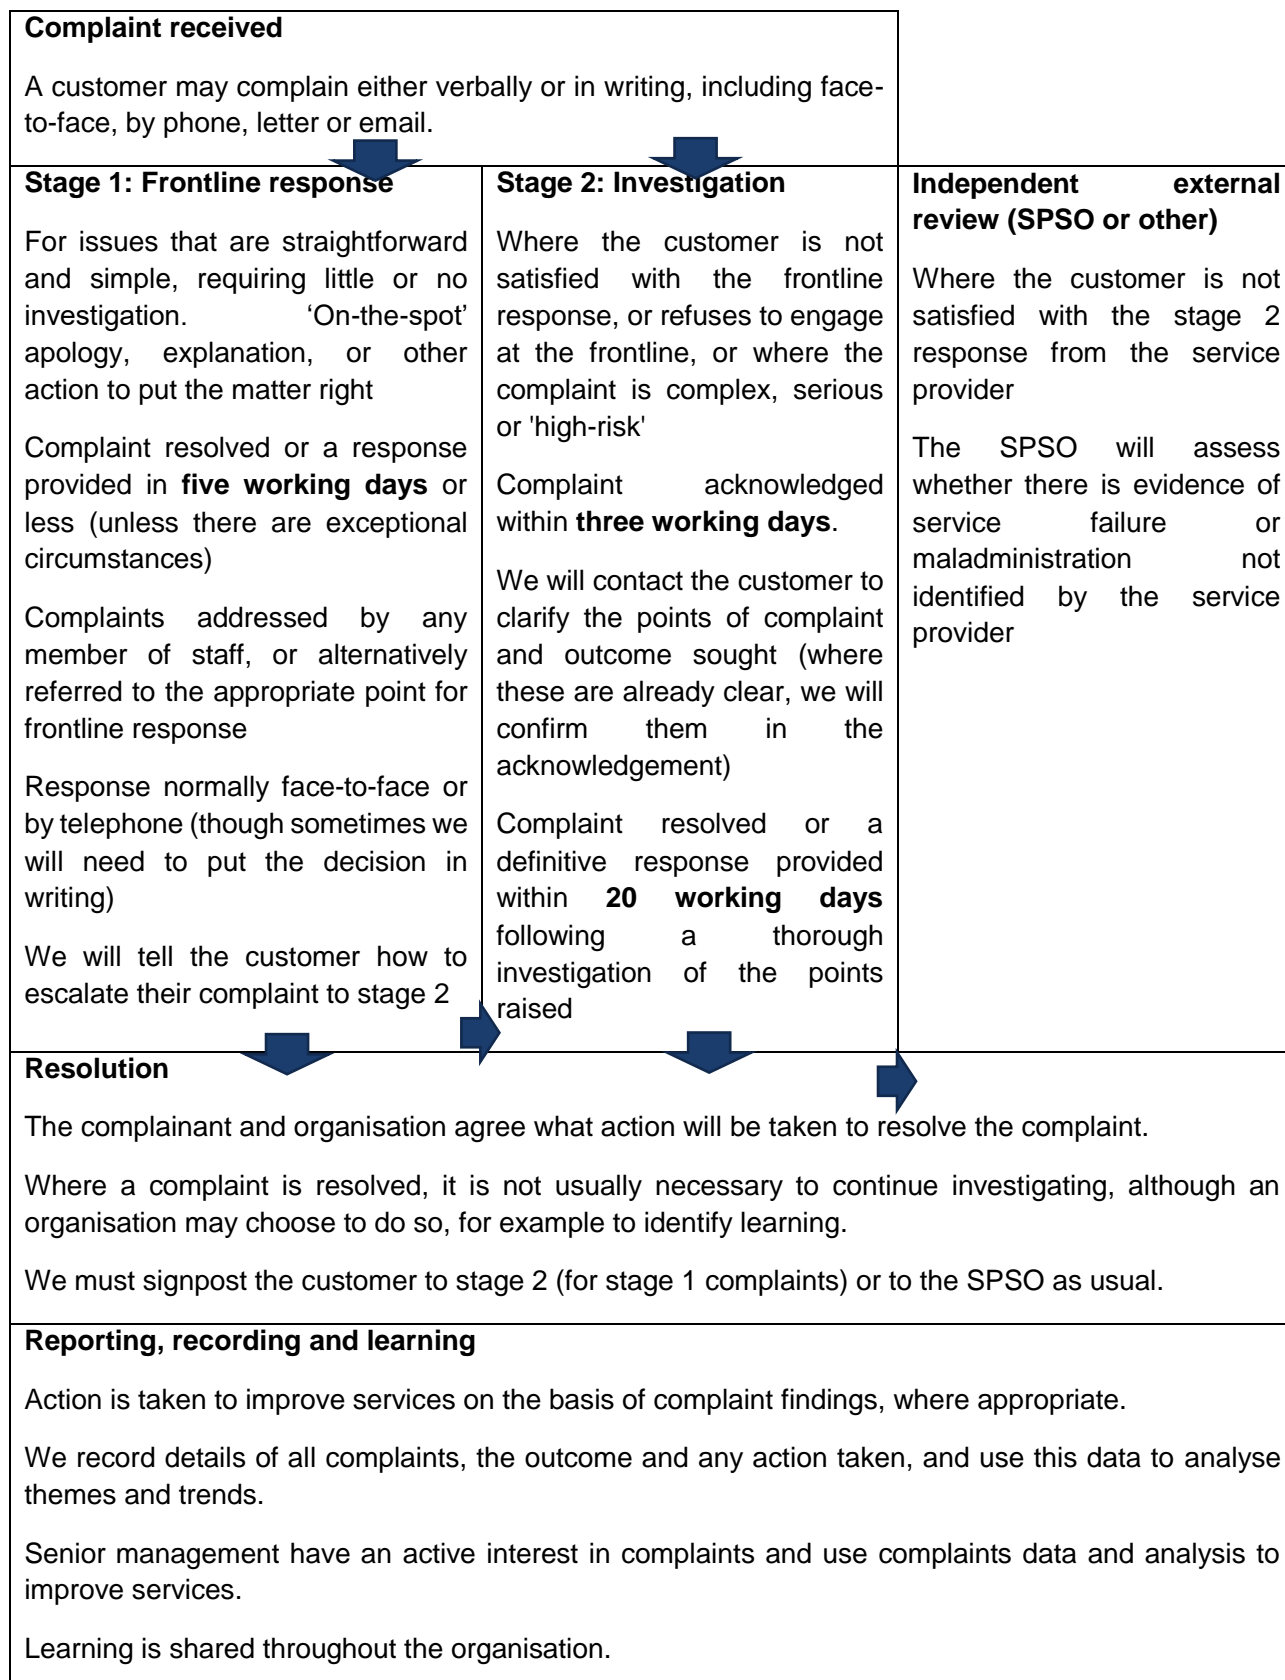 Complaint received
A customer may complain either verbally or in writing, including face-
to-face, by phone, letter or email.
Stage 1: Frontline response
For issues that are straightforward
and simple, requiring little or no
investigation. ‘On-the-spot’
apology, explanation, or other
action to put the matter right
Complaint resolved or a response
provided in five working days or
less (unless there are exceptional
circumstances)
Complaints addressed by any
member of staff, or alternatively
referred to the appropriate point for
frontline response
Response normally face-to-face or
by telephone (though sometimes we
will need to put the decision in
writing)
We will tell the customer how to
escalate their complaint to stage 2
Stage 2: Investigation
Where the customer is not
satisfied with the frontline
response, or refuses to engage
at the frontline, or where the
complaint is complex, serious
or 'high-risk'
Complaint acknowledged
within three working days.
We will contact the customer to
clarify the points of complaint
and outcome sought (where
these are already clear, we will
confirm them in the
acknowledgement)
Complaint resolved or a
definitive response provided
within 20 working days
following a thorough
investigation of the points
raised
Independent external
review (SPSO or other)
Where the customer is not
satisfied with the stage 2
response from the service
provider
The SPSO will assess
whether there is evidence of
service failure or
maladministration not
identified by the service
provider
Resolution
The complainant and organisation agree what action will be taken to resolve the complaint.
Where a complaint is resolved, it is not usually necessary to continue investigating, although an
organisation may choose to do so, for example to identify learning.
We must signpost the customer to stage 2 (for stage 1 complaints) or to the SPSO as usual.
Reporting, recording and learning
Action is taken to improve services on the basis of complaint findings, where appropriate.
We record details of all complaints, the outcome and any action taken, and use this data to analyse
themes and trends.
Senior management have an active interest in complaints and use complaints data and analysis to
improve services.
Learning is shared throughout the organisation.